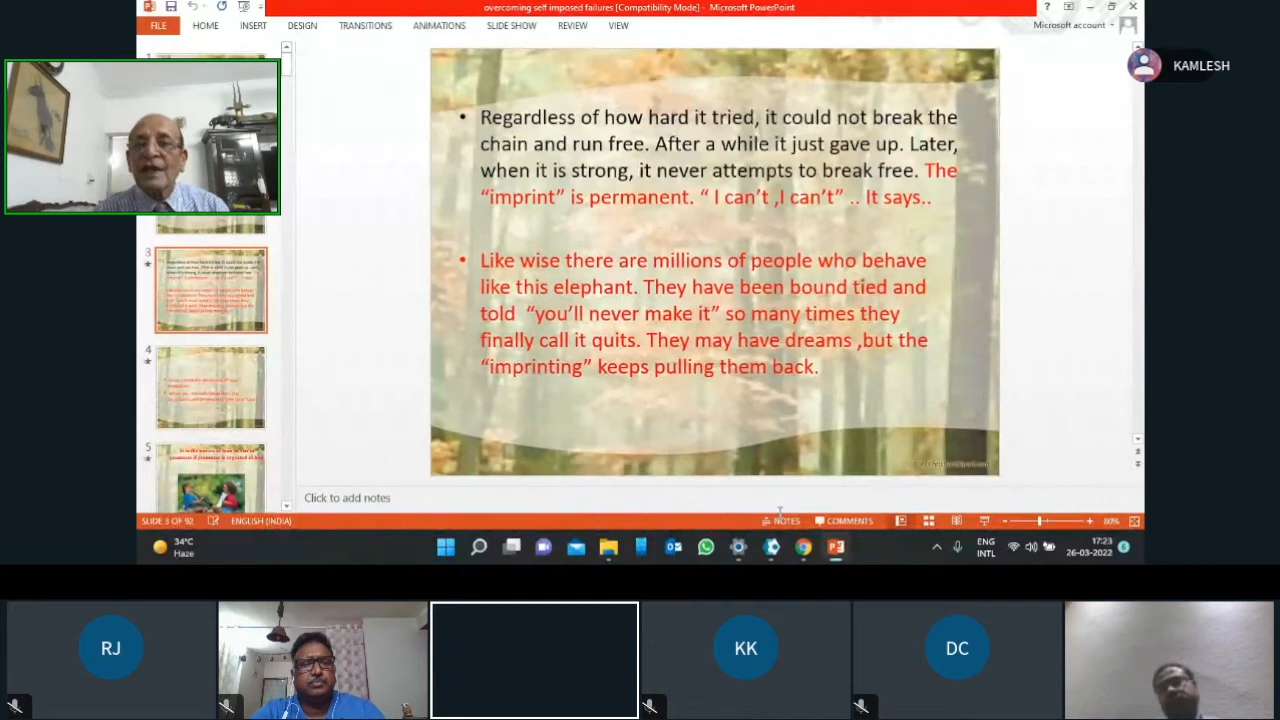 overcoming self imposed failures [Compatibility Mode] - Microsoft PowerPoint
FILE HOME INSERT DESIGN TRANSITIONS ANIMATIONS SLIDE SHOW REVIEW VIEW
Microsoft account
KAMLESH
• Regardless of how hard it tried, it could not break the
chain and run free. After a while it just gave up. Later,
when it is strong, it never attempts to break free. The
“imprint” is permanent. “ I can’t ,I can’t” .. It says..
• Like wise there are millions of people who behave
like this elephant. They have been bound tied and
told “you’ll never make it” so many times they
finally call it quits. They may have dreams ,but the
“imprinting” keeps pulling them back.
1
3
4
5
Click to add notes
SLIDE 3 OF 92 ENGLISH (INDIA) NOTES COMMENTS 80%
34°C
Haze
ENG
INTL
17:23
26-03-2022
RJ
KK
DC